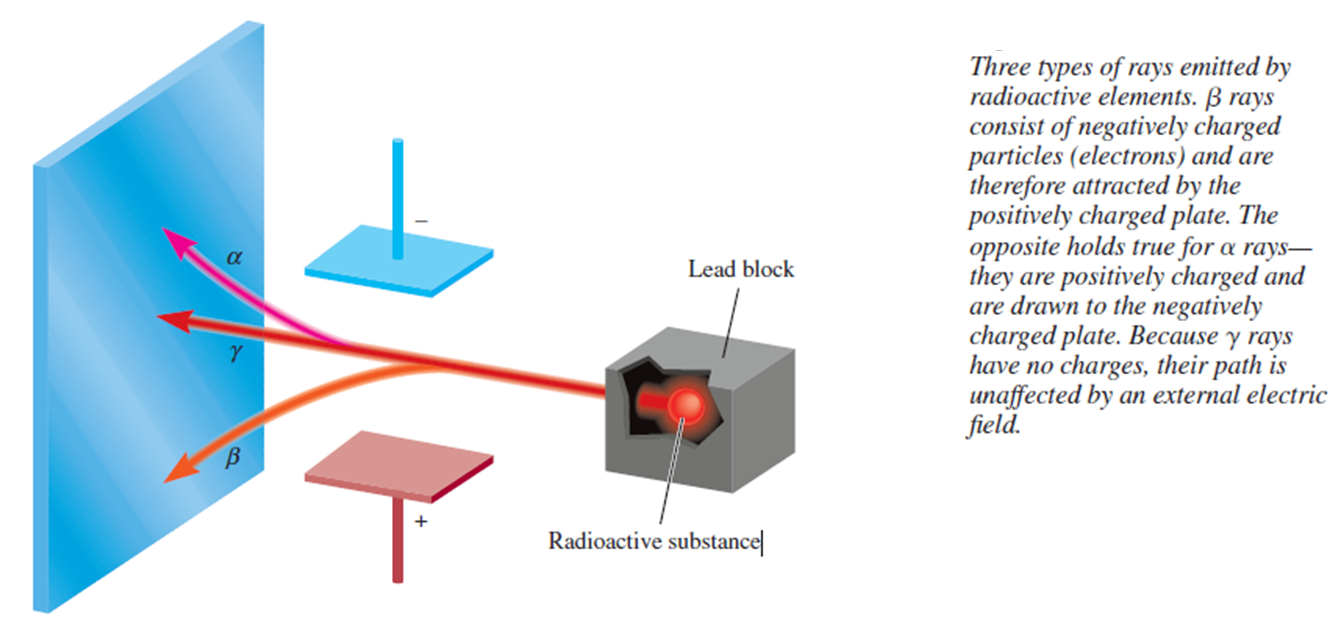 α
γ
β
−
+
Lead block
Radioactive substance
Three types of rays emitted by
radioactive elements. β rays
consist of negatively charged
particles (electrons) and are
therefore attracted by the
positively charged plate. The
opposite holds true for α rays—
they are positively charged and
are drawn to the negatively
charged plate. Because γ rays
have no charges, their path is
unaffected by an external electric
field.